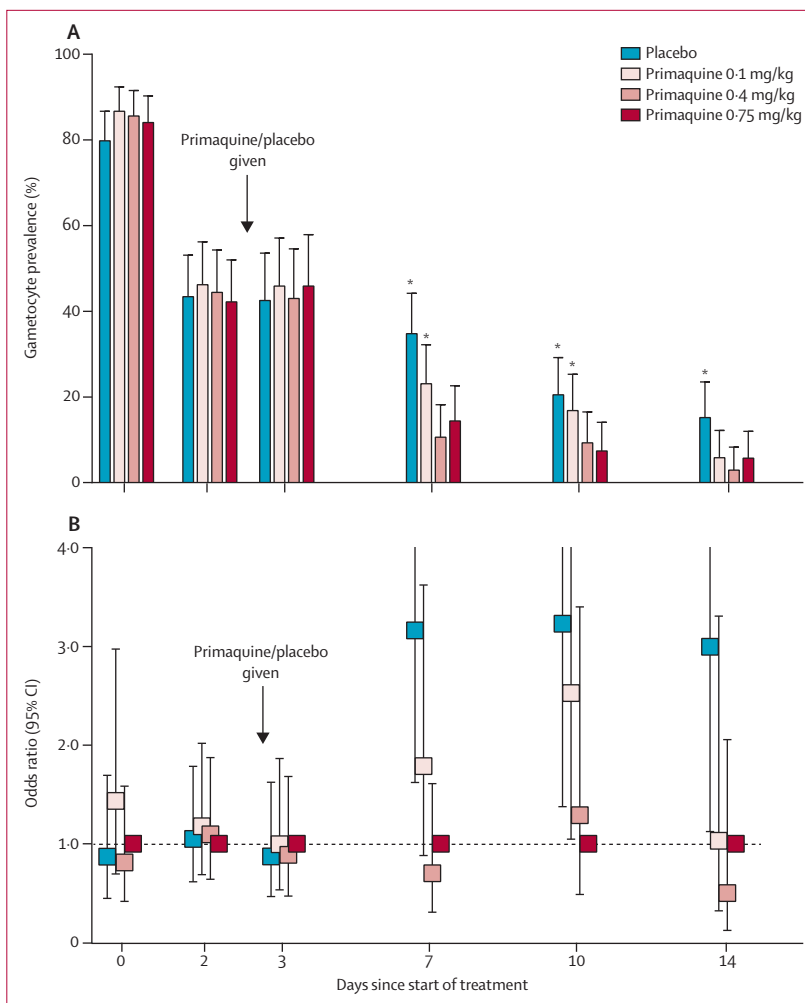 A
100
80
60
40
20
0
Gametocyte prevalence (%)
Primaquine/placebo
given
Placebo
Primaquine 0·1 mg/kg
Primaquine 0·4 mg/kg
Primaquine 0·75 mg/kg
*
*
*
*
*
B
4·0
3·0
2·0
1·0
0
Odds ratio (95% CI)
Primaquine/placebo
given
0
2
3
7
10
14
Days since start of treatment